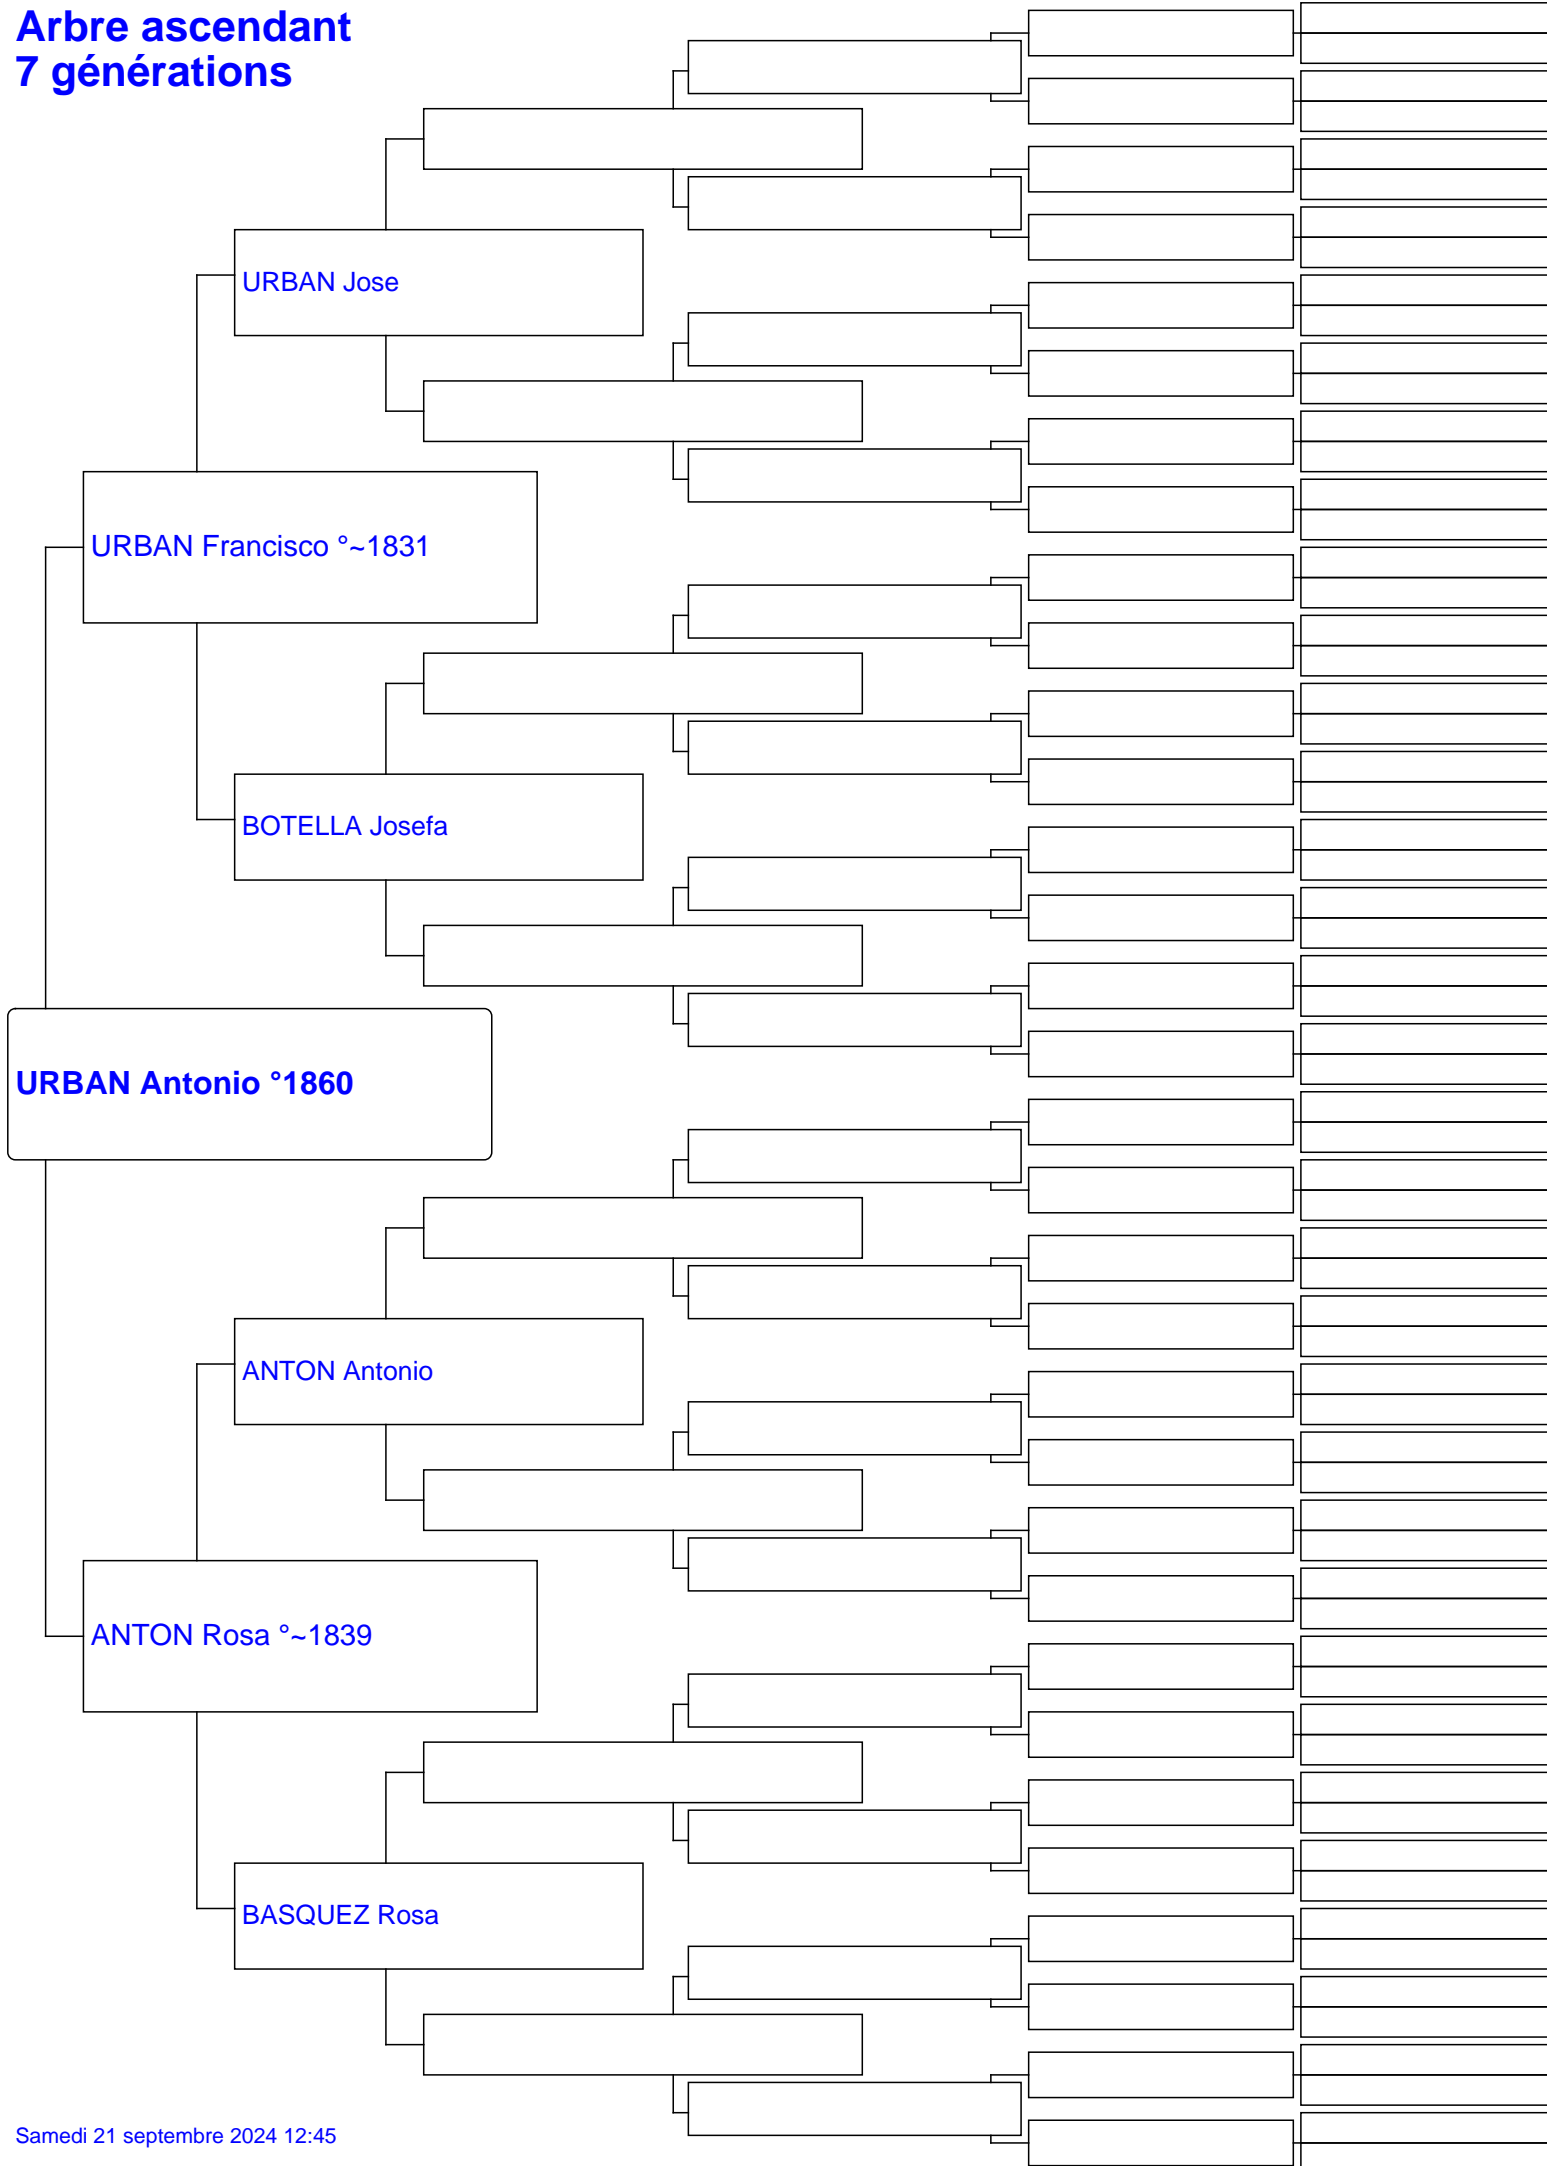 Arbre ascendant
7 générations
URBAN Jose
URBAN Francisco °~1831
BOTELLA Josefa
URBAN Antonio °1860
ANTON Antonio
ANTON Rosa °~1839
BASQUEZ Rosa
Samedi 21 septembre 2024 12:45